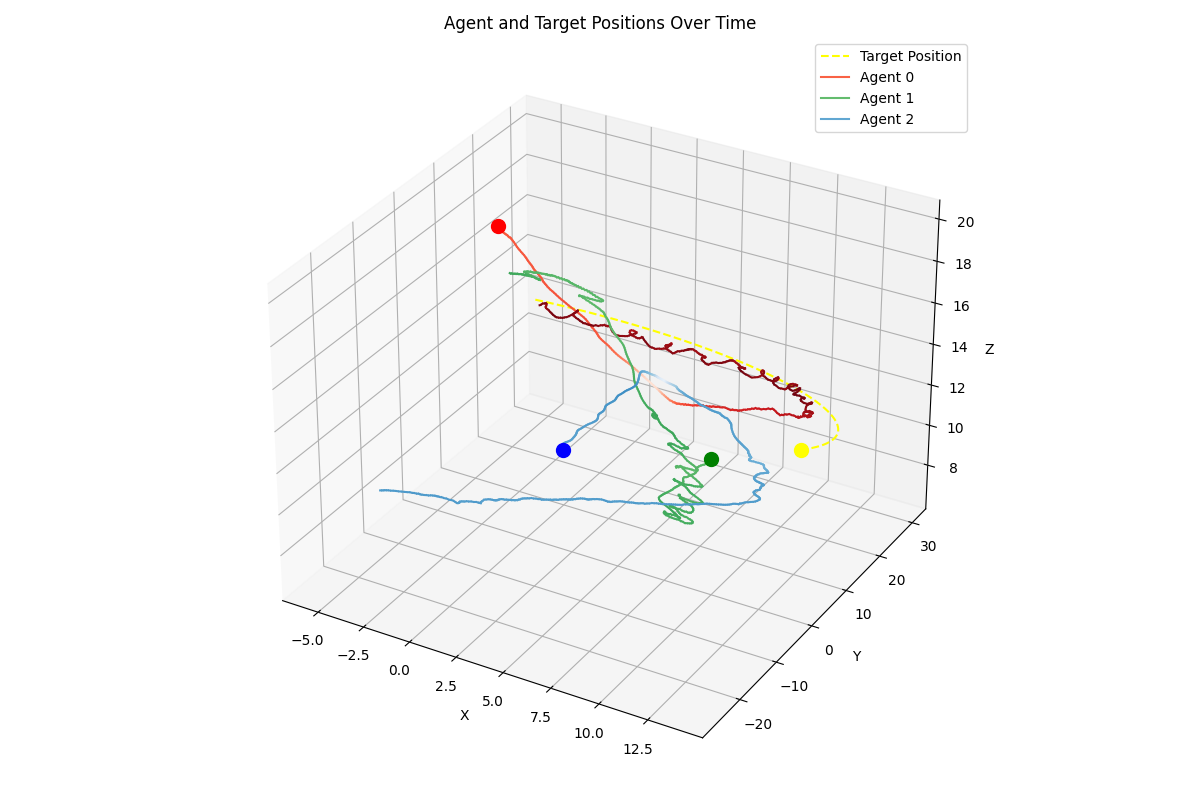 Agent and Target Positions Over Time
Target Position
Agent 0
Agent 1
Agent 2
20
18
16
14
12
10
8
Z
30
20
10
0
−10
−20
Y
−5.0
−2.5
0.0
2.5
5.0
7.5
10.0
12.5
X